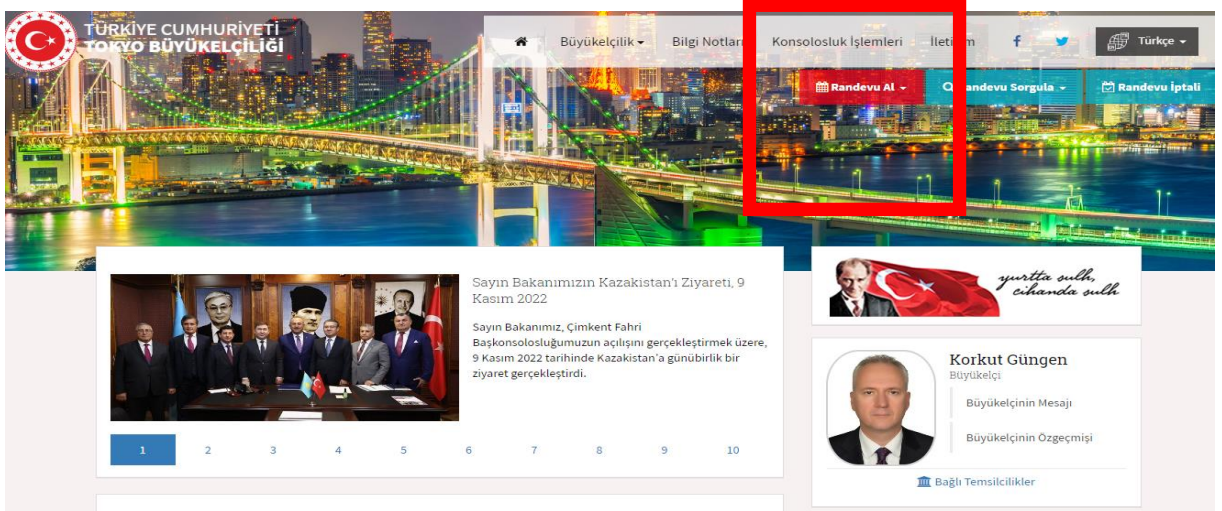 TÜRKİYE CUMHURİYETİ
TOKYO BÜYÜKELÇİLİĞİ
Büyükelçilik
Bilgi Notları
Konsolosluk İşlemleri
İletişim
Türkçe
Randevu Al
Randevu Sorgula
Randevu İptali
Sayın Bakanımızın Kazakistan'ı Ziyareti, 9
Kasım 2022
Sayın Bakanımız, Çimkent Fahri
Başkonsolosluğumuzun açılışını gerçekleştirmek üzere,
9 Kasım 2022 tarihinde Kazakistan'a günübirlik bir
ziyaret gerçekleştirdi.
1 2 3 4 5 6 7 8 9 10
yurtta sulh,
cihanda sulh
Korkut Güngen
Büyükelçi
Büyükelçinin Mesajı
Büyükelçinin Özgeçmişi
Bağlı Temsilcilikler